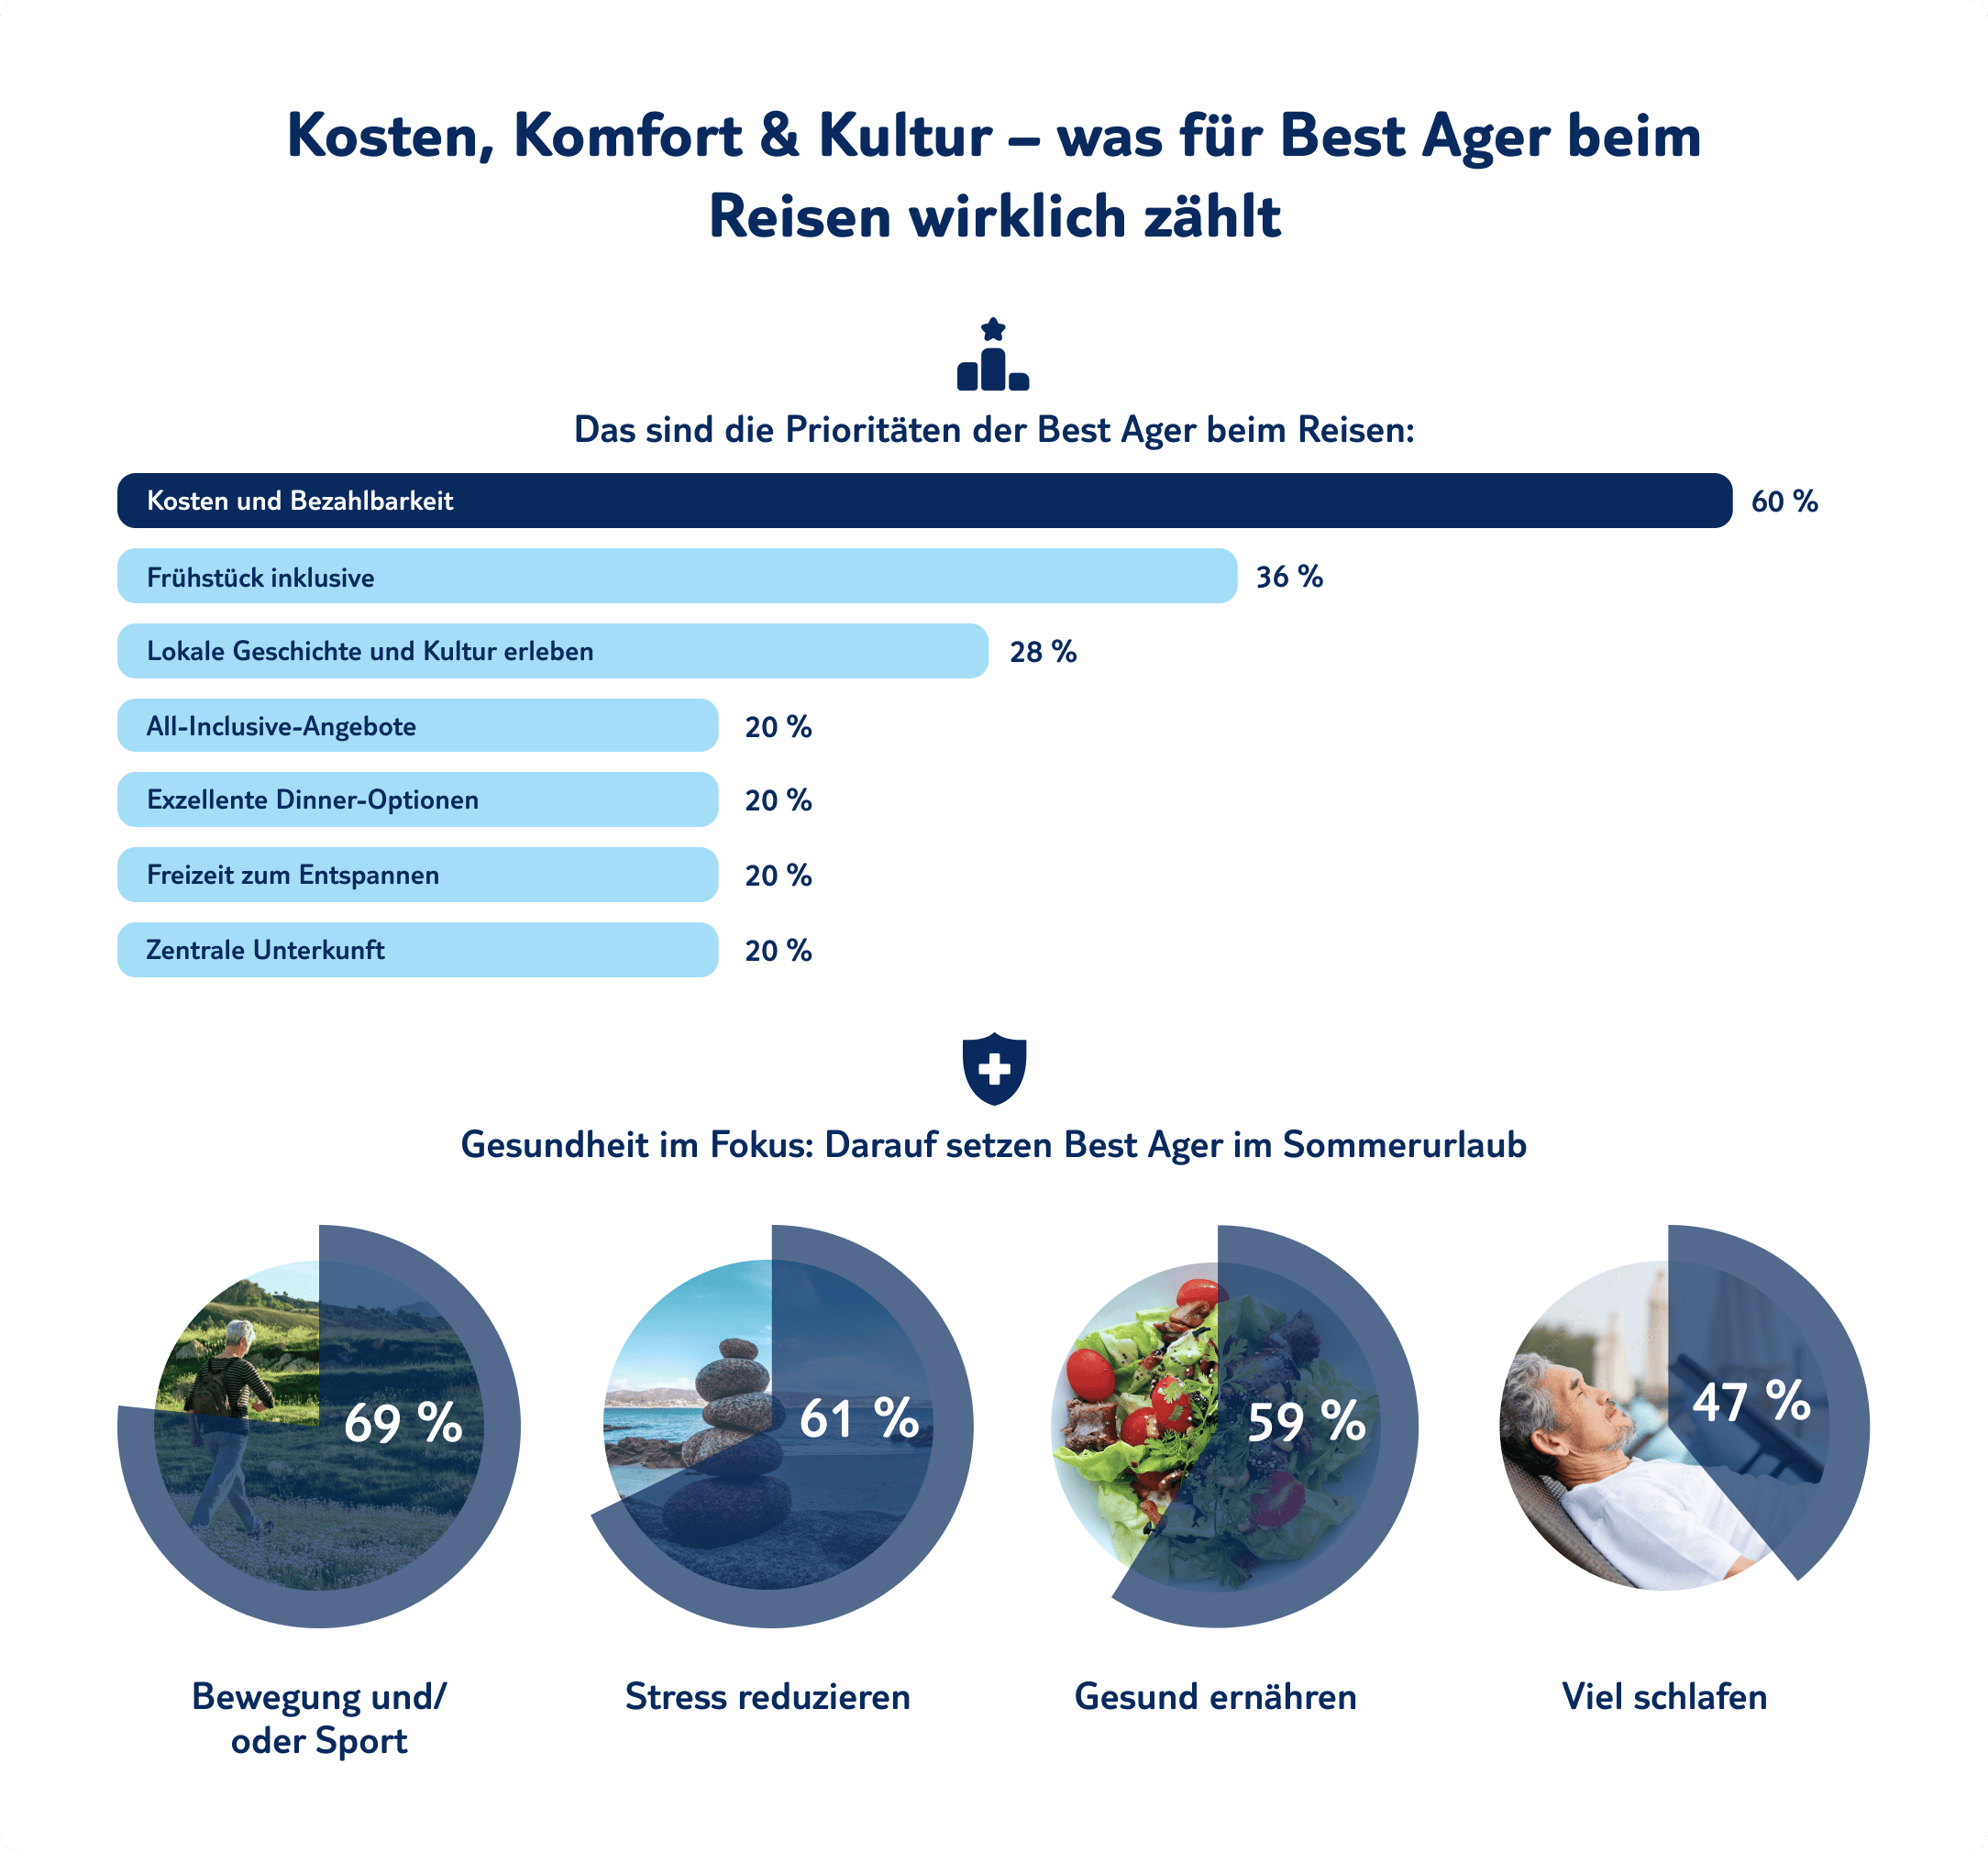 Kosten, Komfort & Kultur – was für Best Ager beim
Reisen wirklich zählt
Das sind die Prioritäten der Best Ager beim Reisen:
Kosten und Bezahlbarkeit 60 %
Frühstück inklusive 36 %
Lokale Geschichte und Kultur erleben 28 %
All-Inclusive-Angebote 20 %
Exzellente Dinner-Optionen 20 %
Freizeit zum Entspannen 20 %
Zentrale Unterkunft 20 %
Gesundheit im Fokus: Darauf setzen Best Ager im Sommerurlaub
69 %
Bewegung und/
oder Sport
61 %
Stress reduzieren
59 %
Gesund ernähren
47 %
Viel schlafen